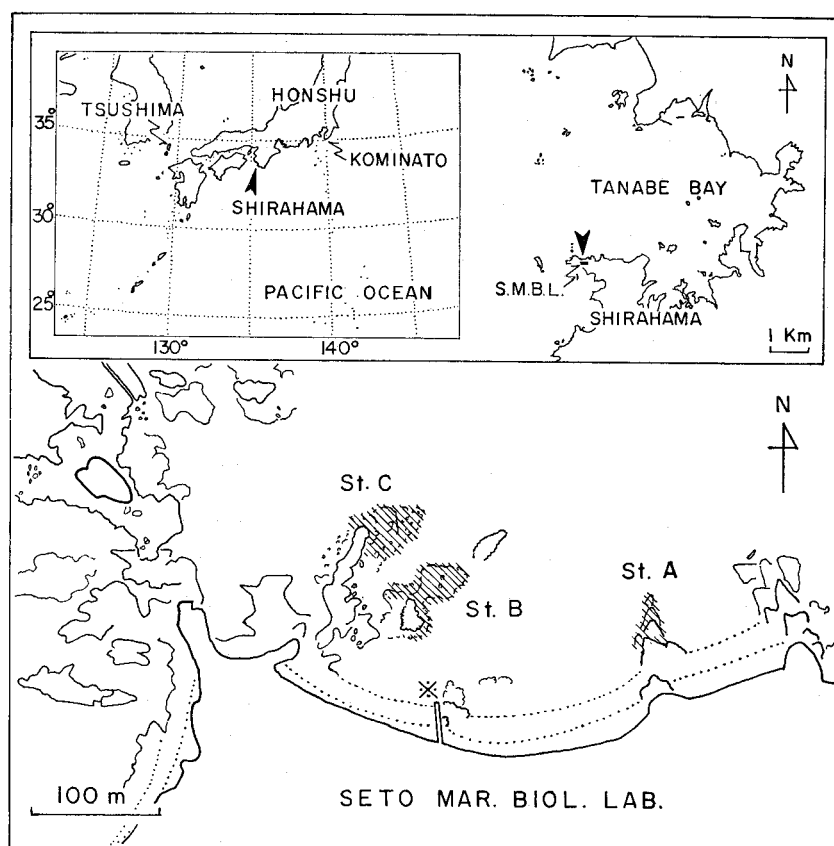 HONSHU
TSUSHIMA
35°
KOMINATO
SHIRAHAMA
30°
PACIFIC OCEAN
25°
130°
140°
N
TANABE BAY
S.M.B.L.
SHIRAHAMA
1 Km
N
St. C
St. A
St. B
※
100 m
SETO MAR. BIOL. LAB.